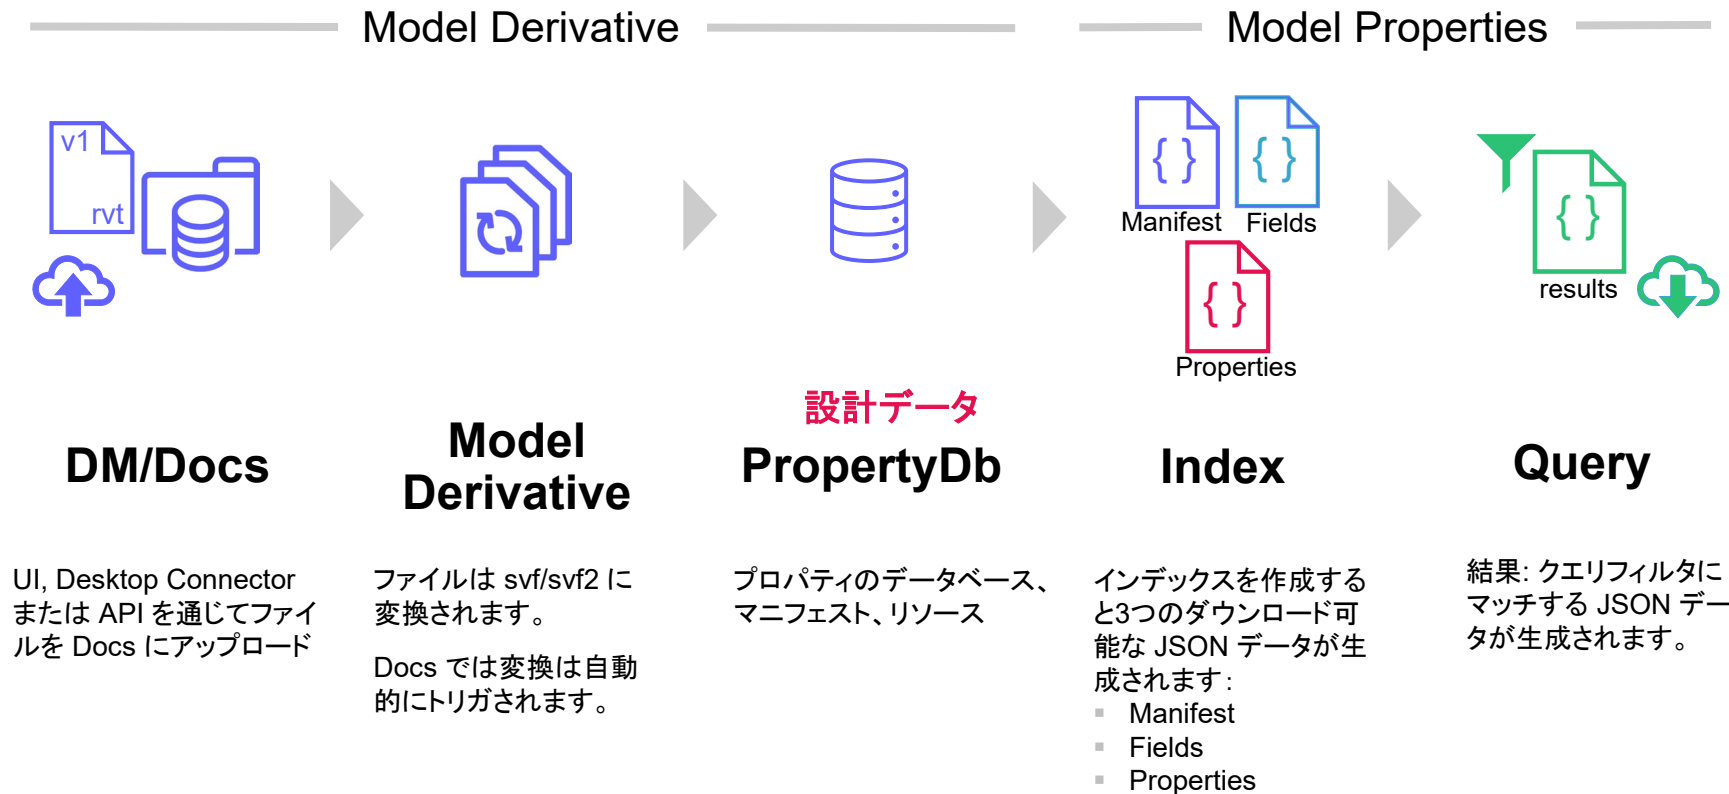 Model Derivative
Model Properties
v1
rvt
Manifest
Fields
Properties
results
設計データ
DM/Docs
Model
Derivative
PropertyDb
Index
Query
UI, Desktop Connector
または API を通じてファイ
ルを Docs にアップロード
ファイルは svf/svf2 に
変換されます。
Docs では変換は自動
的にトリガされます。
プロパティのデータベース、
マニフェスト、リソース
インデックスを作成する
と3つのダウンロード可
能な JSON データが生
成されます:
▪ Manifest
▪ Fields
▪ Properties
結果: クエリフィルタに
マッチする JSON デー
タが生成されます。